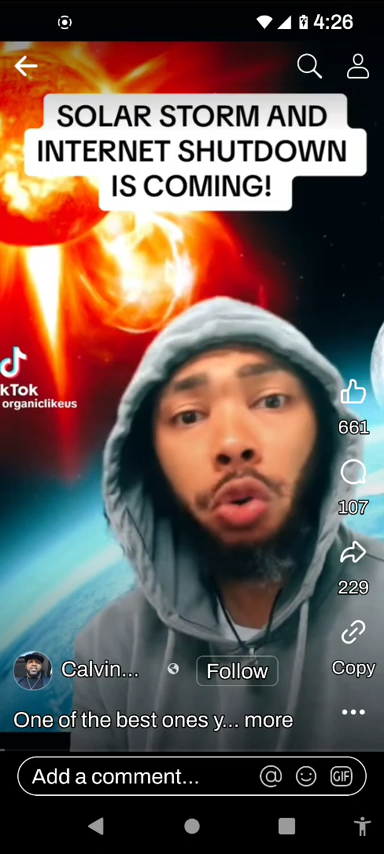 4:26
SOLAR STORM AND
INTERNET SHUTDOWN
IS COMING!
kTok
organiclikeus
661
107
229
Copy
Calvin...
Follow
One of the best ones y... more
Add a comment...
GIF